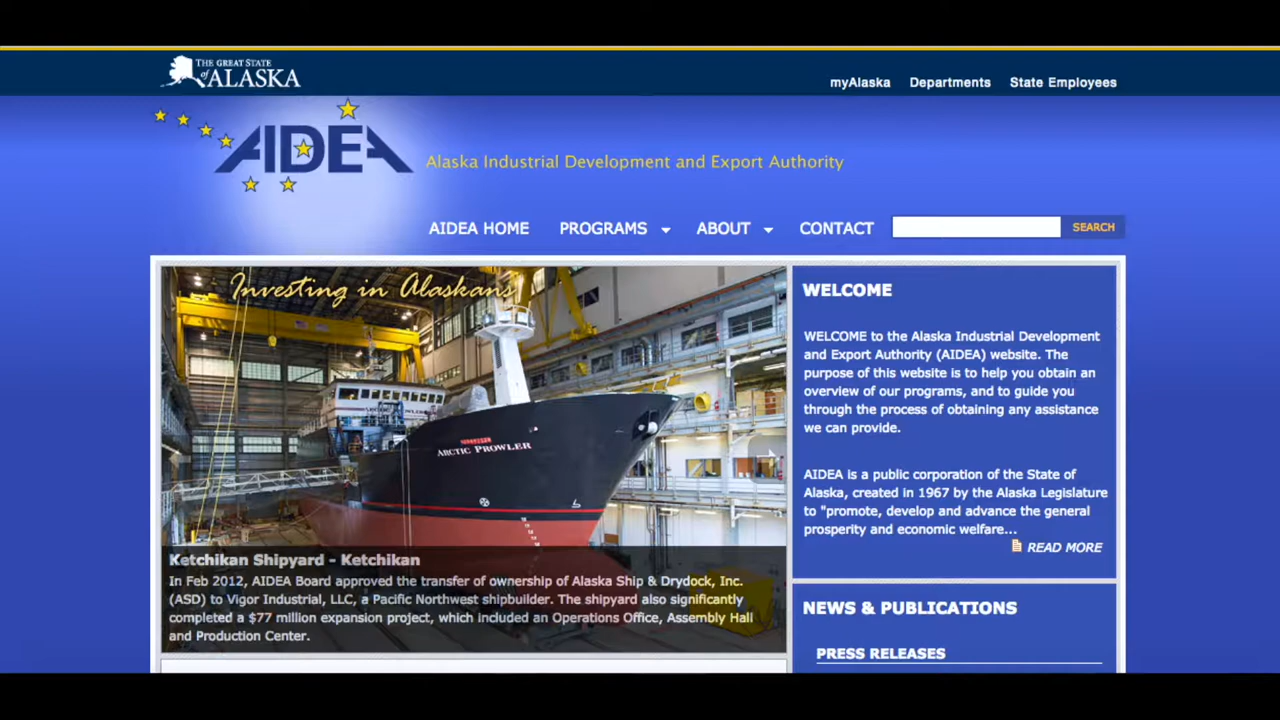 THE GREAT STATE
of ALASKA
myAlaska Departments State Employees
AIDEA
Alaska Industrial Development and Export Authority
AIDEA HOME PROGRAMS ABOUT CONTACT SEARCH
Investing in Alaskans
ARCTIC PROWLER
Ketchikan Shipyard - Ketchikan
In Feb 2012, AIDEA Board approved the transfer of ownership of Alaska Ship & Drydock, Inc.
(ASD) to Vigor Industrial, LLC, a Pacific Northwest shipbuilder. The shipyard also significantly
completed a $77 million expansion project, which included an Operations Office, Assembly Hall
and Production Center.
WELCOME
WELCOME to the Alaska Industrial Development
and Export Authority (AIDEA) website. The
purpose of this website is to help you obtain an
overview of our programs, and to guide you
through the process of obtaining any assistance
we can provide.
AIDEA is a public corporation of the State of
Alaska, created in 1967 by the Alaska Legislature
to "promote, develop and advance the general
prosperity and economic welfare...
READ MORE
NEWS & PUBLICATIONS
PRESS RELEASES